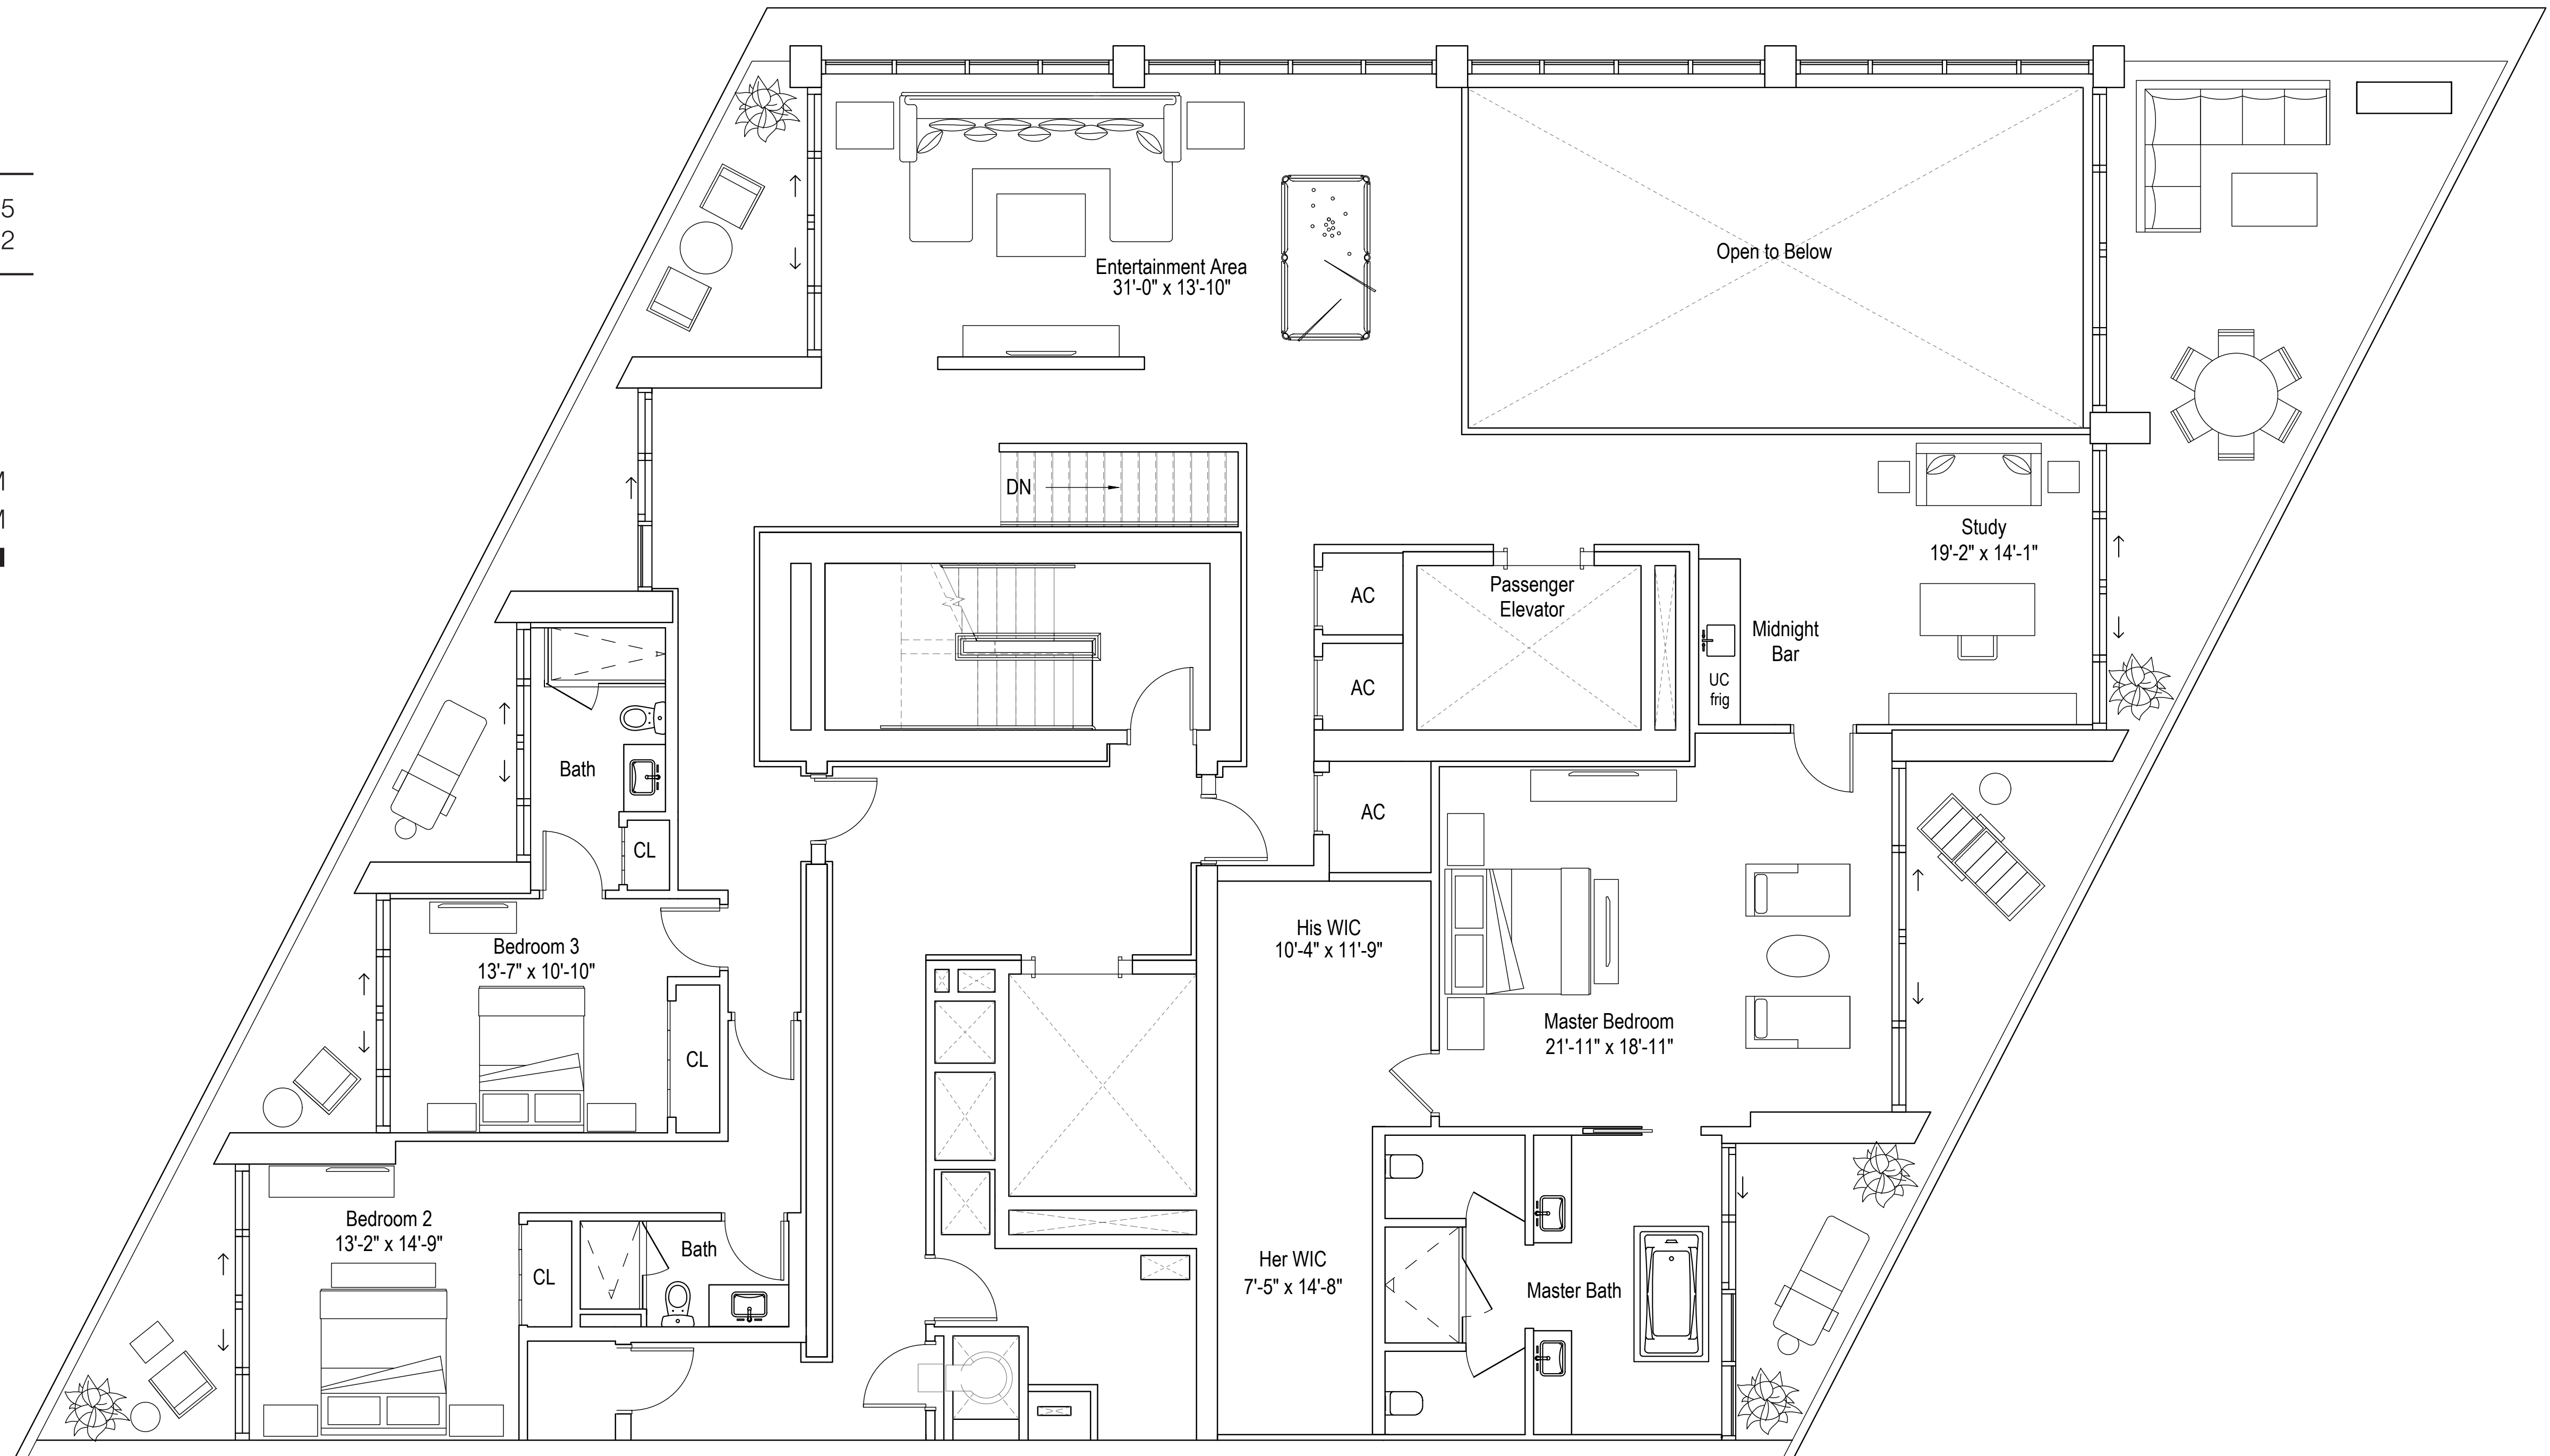 5
2
M
M
Entertainment Area
31'-0" x 13'-10"
Open to Below
DN
Study
19'-2" x 14'-1"
Passenger
Elevator
AC
AC
AC
Midnight
Bar
UC
frig
Bath
CL
Bedroom 3
13'-7" x 10'-10"
CL
His WIC
10'-4" x 11'-9"
Master Bedroom
21'-11" x 18'-11"
Bedroom 2
13'-2" x 14'-9"
CL
Bath
Her WIC
7'-5" x 14'-8"
Master Bath